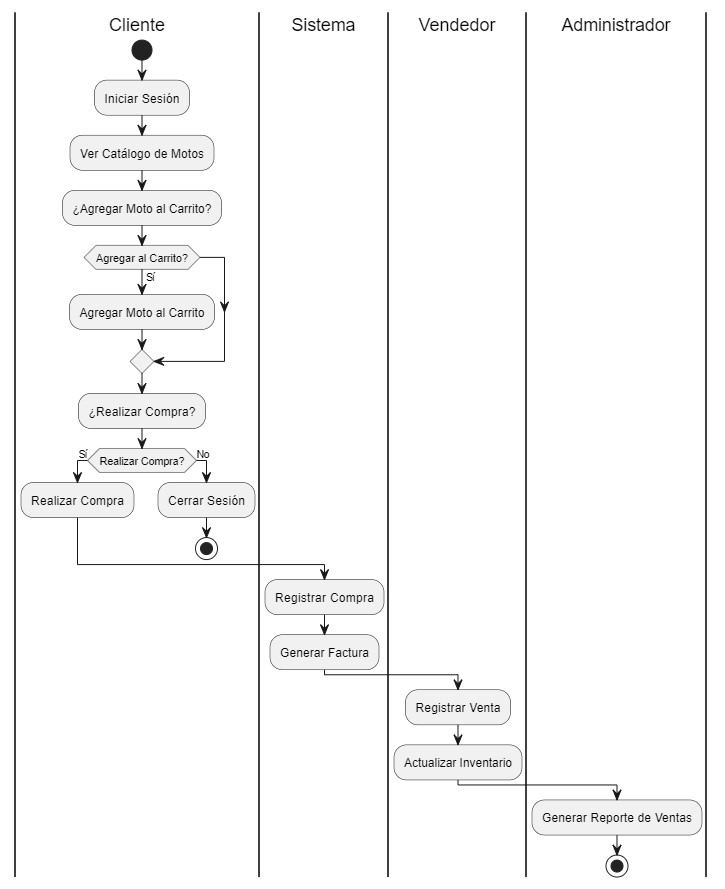 Cliente
Sistema
Vendedor
Administrador
Iniciar Sesión
Ver Catálogo de Motos
¿Agregar Moto al Carrito?
Agregar al Carrito?
Sí
Agregar Moto al Carrito
¿Realizar Compra?
Sí
Realizar Compra?
No
Realizar Compra
Cerrar Sesión
Registrar Compra
Generar Factura
Registrar Venta
Actualizar Inventario
Generar Reporte de Ventas